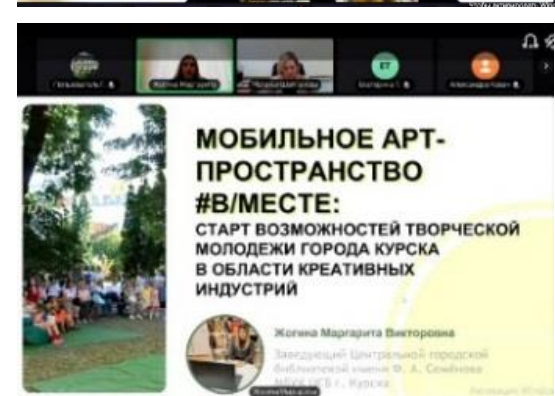 ET
МОБИЛЬНОЕ АРТ-
ПРОСТРАНСТВО
#В/МЕСТЕ:
СТАРТ ВОЗМОЖНОСТЕЙ ТВОРЧЕСКОЙ
МОЛОДЕЖИ ГОРОДА КУРСКА
В ОБЛАСТИ КРЕАТИВНЫХ
ИНДУСТРИЙ
Жогина Маргарита Викторовна
Заведующий Центральной городской
библиотекой имени Ф. А. Семёнова
г. Курска